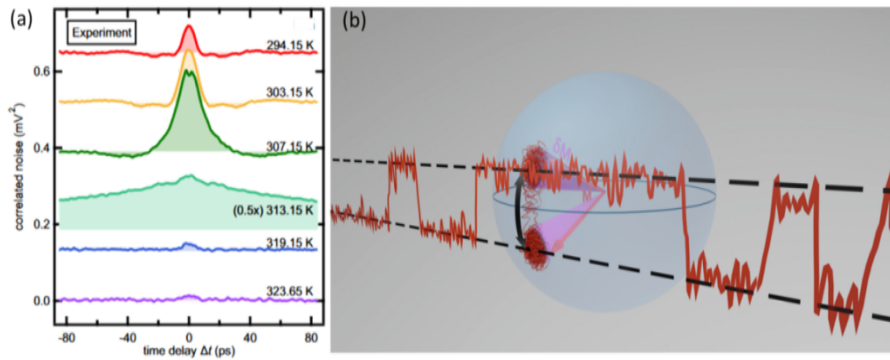 (a)
Experiment
294.15 K
303.15 K
307.15 K
(0.5x) 313.15 K
319.15 K
323.65 K
0.6
0.4
0.2
0.0
correlated noise (mV²)
-80
-40
0
40
80
time delay Δt (ps)
(b)
δM
M